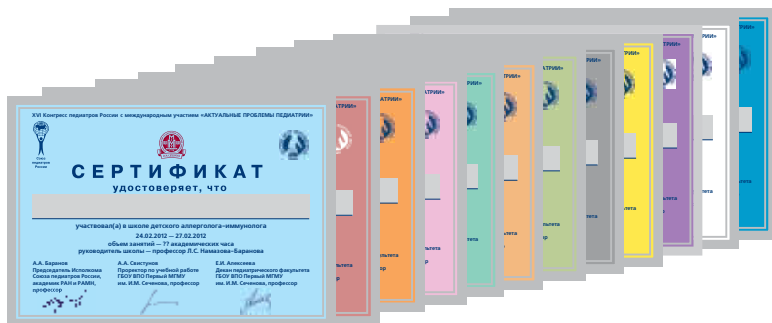 XVI Конгресс педиатров России с международным участием «АКТУАЛЬНЫЕ ПРОБЛЕМЫ ПЕДИАТРИИ»
Союз
педиатров
России
СЕРТИФИКАТ
удостоверяет, что
участвовал(а) в школе детского аллерголога–иммунолога
24.02.2012 — 27.02.2012
объем занятий — ?? академических часа
руководитель школы — профессор Л.С. Намазова–Баранова
А.А. Баранов
Председатель Исполкома
Союза педиатров России,
академик РАН и РАМН,
профессор
А.А. Свистунов
Проректор по учебной работе
ГБОУ ВПО Первый МГМУ
им. И.М. Сеченова, профессор
Е.И. Алексеева
Декан педиатрического факультета
ГБОУ ВПО Первый МГМУ
им. И.М. Сеченова, профессор